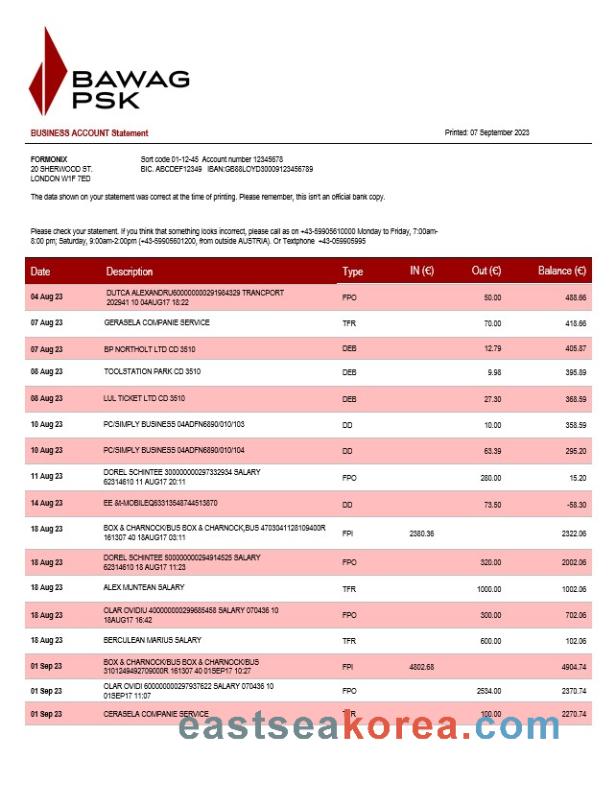 BAWAG
PSK
BUSINESS ACCOUNT Statement Printed: 07 September 2023
FORMONIX Sort code 01-12-45 Account number 12345678
20 SHERWOOD ST. BIC. ABCDEF12349 IBAN:GB88LOYD30009123456789
LONDON W1F 7ED
The data shown on your statement was correct at the time of printing. Please remember, this isn't an official bank copy.
Please check your statement. If you think that something looks incorrect, please call as on +43-59905610000 Monday to Friday, 7:00am-
8:00 pm; Saturday, 9:00am-2:00pm (+43-59905601200, from outside AUSTRIA). Or Textphone +43-059905995
Date Description Type IN (€) Out (€) Balance (€)
04 Aug 23 DUTCA ALEXANDRU600000000291984329 TRANCPORT FPO 50.00 488.66
202941 10 04AUG17 18:22
07 Aug 23 GERASELA COMPANIE SERVICE TFR 70.00 418.66
07 Aug 23 BP NORTHOLT LTD CD 3510 DEB 12.79 405.87
08 Aug 23 TOOLSTATION PARK CD 3510 DEB 9.98 395.89
08 Aug 23 LUL TICKET LTD CD 3510 DEB 27.30 368.59
10 Aug 23 PC/SIMPLY BUSINESS 04ADFN6890/010/103 DD 10.00 358.59
10 Aug 23 PC/SIMPLY BUSINESS 04ADFN6890/010/104 DD 63.39 295.20
11 Aug 23 DOREL SCHINTEE 300000000297332934 SALARY FPO 280.00 15.20
62314610 11 AUG17 20:11
14 Aug 23 EE &t-MOBILEQ63313548744513870 DD 73.50 -58.30
18 Aug 23 BOX & CHARNOCK/BUS BOX & CHARNOCK,BUS 4703041128109400R FPI 2380.36 2322.06
161307 40 18AUG17 03:11
18 Aug 23 DOREL SCHINTEE 500000000294914525 SALARY FPO 320.00 2002.06
62314610 18 AUG17 11:23
18 Aug 23 ALEX MUNTEAN SALARY TFR 1000.00 1002.06
18 Aug 23 OLAR OVIDIU 400000000299685458 SALARY 070436 10 FPO 300.00 702.06
18AUG17 16:42
18 Aug 23 BERCULEAN MARIUS SALARY TFR 600.00 102.06
01 Sep 23 BOX & CHARNOCK/BUS BOX & CHARNOCK/BUS FPI 4802.68 4904.74
3101249492709000R 161307 40 01SEP17 10:27
01 Sep 23 OLAR OVIDI 600000000297937622 SALARY 070436 10 FPO 2534.00 2370.74
01SEP17 11:07
01 Sep 23 CERASELA COMPANIE SERVICE TFR 100.00 2270.74
eastseakorea.com